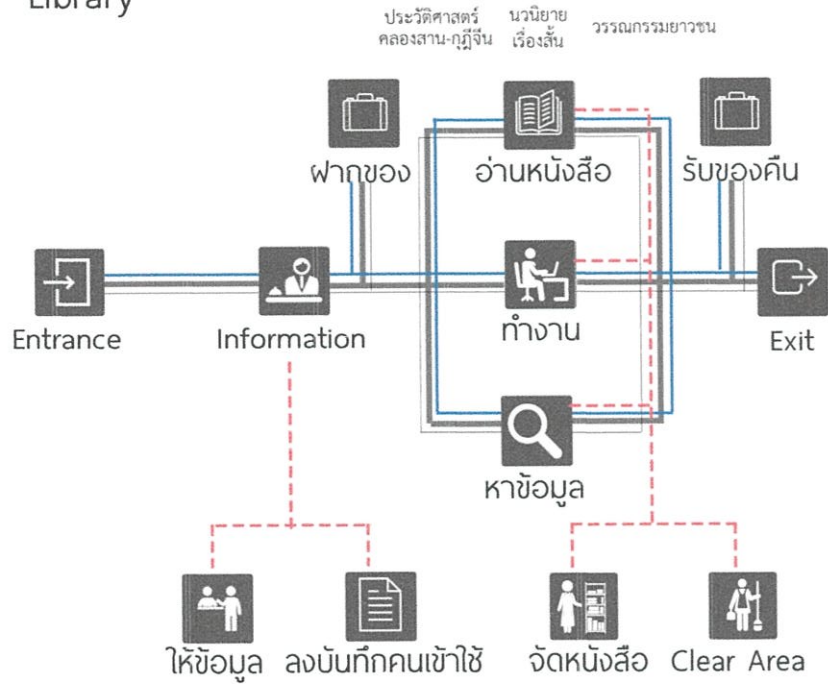 Library
ประวัติศาสตร์ นวนิยาย วรรณกรรมยาวชน
คลองสาน-กุฎีจีน เรื่องสั้น
ฝากของ อ่านหนังสือ รับของคืน
Entrance Information ทำงาน Exit
หาข้อมูล
ให้ข้อมูล ลงบันทึกคนเข้าใช้ จัดหนังสือ Clear Area